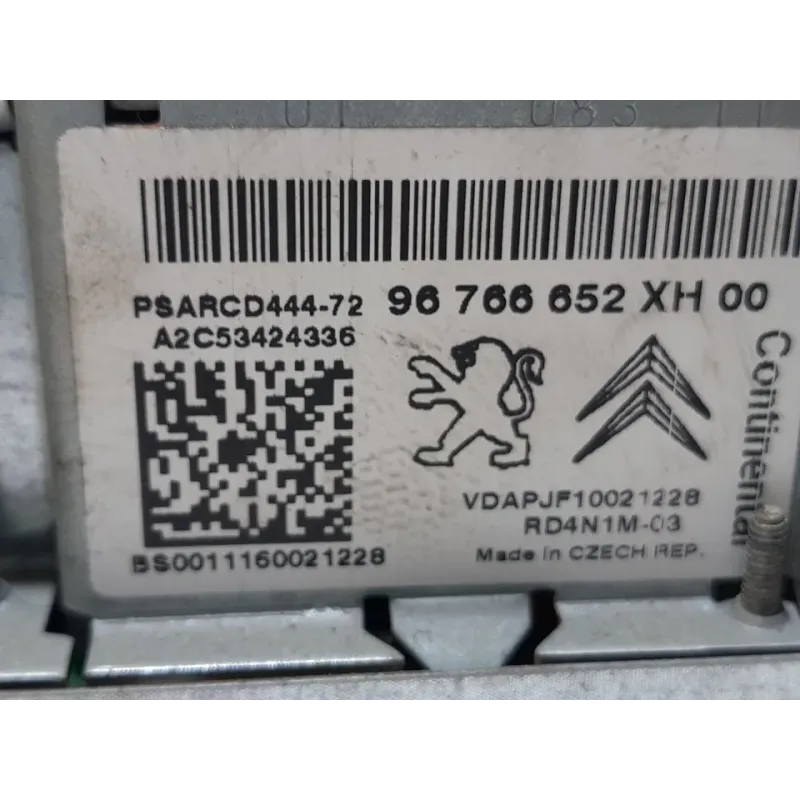 PSARCD444-72 96 766 652 XH 00
A2C53424336
Continental
VDAPJF10021228
RD4N1M-03
BS0011160021228
Made in CZECH REP.